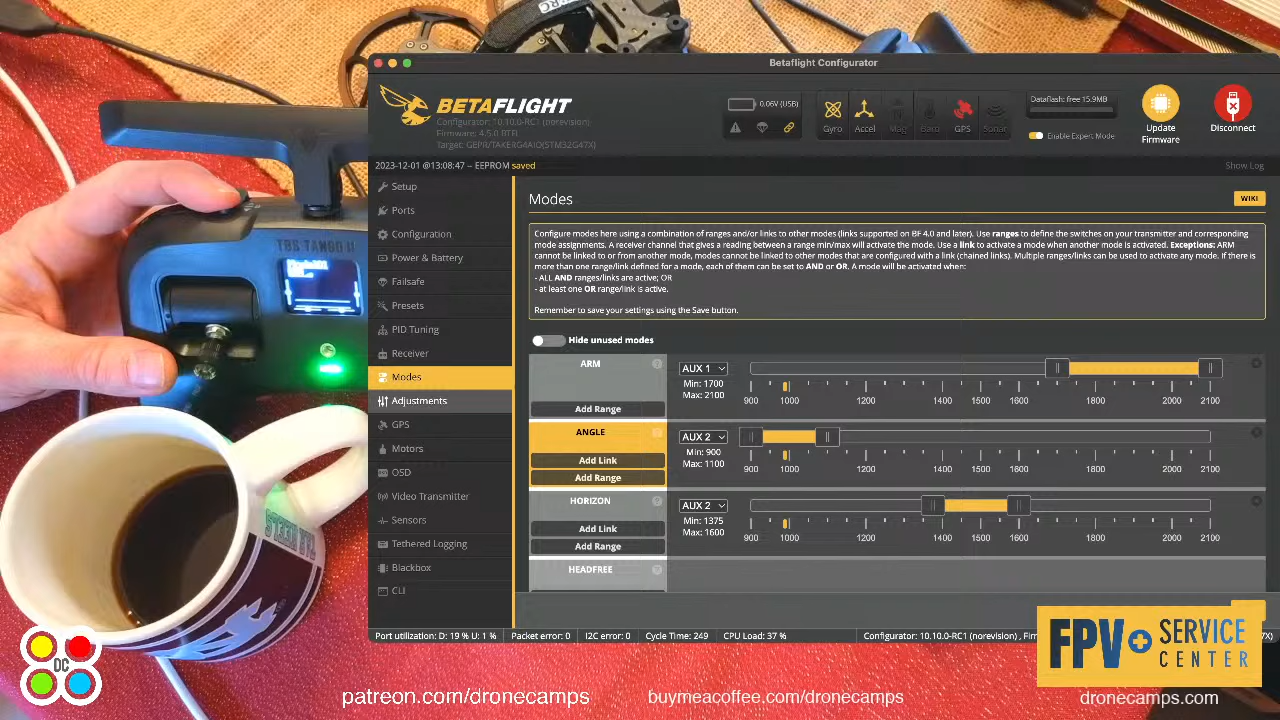 Betaflight Configurator
BETAFLIGHT
Configurator: 10.10.0-RC1 (norevision)
Firmware: 4.5.0 BTFL
Target: GEPR/TAKERG4AIO(STM32G47X)
0.06V (USB)
Gyro
Accel
Mag
Baro
GPS
Sonar
Dataflash: free 15.9MB
Enable Expert Mode
Update
Firmware
Disconnect
2023-12-01 @13:08:47 -- EEPROM saved
Show Log
Setup
Ports
Configuration
Power & Battery
Failsafe
Presets
PID Tuning
Receiver
Modes
Adjustments
GPS
Motors
OSD
Video Transmitter
Sensors
Tethered Logging
Blackbox
CLI
Modes
WIKI
Configure modes here using a combination of ranges and/or links to other modes (links supported on BF 4.0 and later). Use ranges to define the switches on your transmitter and corresponding
mode assignments. A receiver channel that gives a reading between a range min/max will activate the mode. Use a link to activate a mode when another mode is activated. Exceptions: ARM
cannot be linked to or from another mode, modes cannot be linked to other modes that are configured with a link (chained links). Multiple ranges/links can be used to activate any mode. If there is
more than one range/link defined for a mode, each of them can be set to AND or OR. A mode will be activated when:
- ALL AND ranges/links are active; OR
- at least one OR range/link is active.
Remember to save your settings using the Save button.
Hide unused modes
ARM
Add Range
AUX 1
Min: 1700
Max: 2100
900 1000 1200 1400 1500 1600 1800 2000 2100
ANGLE
Add Link
Add Range
AUX 2
Min: 900
Max: 1100
900 1000 1200 1400 1500 1600 1800 2000 2100
HORIZON
Add Link
Add Range
AUX 2
Min: 1375
Max: 1600
900 1000 1200 1400 1500 1600 1800 2000 2100
HEADFREE
Port utilization: D: 19 % U: 1 %
Packet error: 0
I2C error: 0
Cycle Time: 249
CPU Load: 37 %
Configurator: 10.10.0-RC1 (norevision) , Fir
7X)
TBS TANGO II
DC
FPV+ SERVICE
CENTER
patreon.com/dronecamps
buymeacoffee.com/dronecamps
dronecamps.com